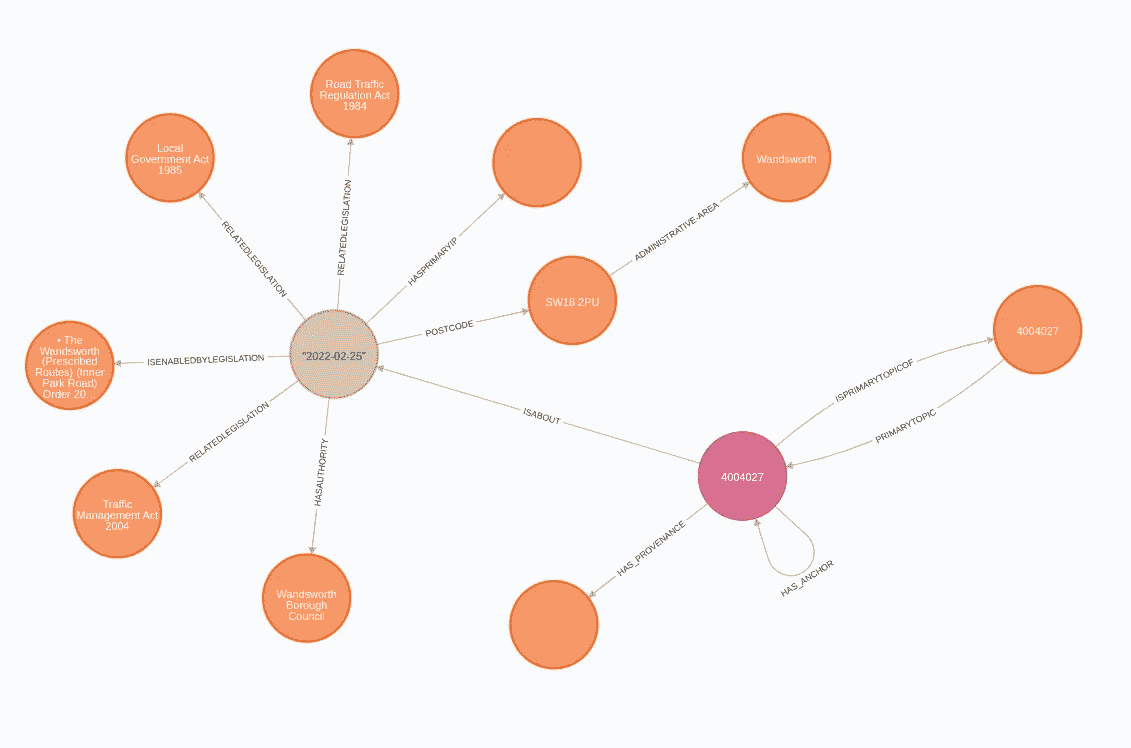 Road Traffic
Regulation Act
1984
Local
Government Act
1985
Wandsworth
RELATEDLEGISLATION
RELATEDLEGISLATION
HASPRIMARYIP
ADMINISTRATIVE-AREA
SW18 2PU
POSTCODE
4004027
• The
Wandsworth
(Prescribed
Routes) (Inner
Park Road)
Order 20...
ISENABLEDBYLEGISLATION
"2022-02-25"
ISPRIMARYTOPICOF
ISABOUT
PRIMARYTOPIC
RELATEDLEGISLATION
HASAUTHORITY
4004027
Traffic
Management Act
2004
HAS_PROVENANCE
HAS_ANCHOR
Wandsworth
Borough
Council